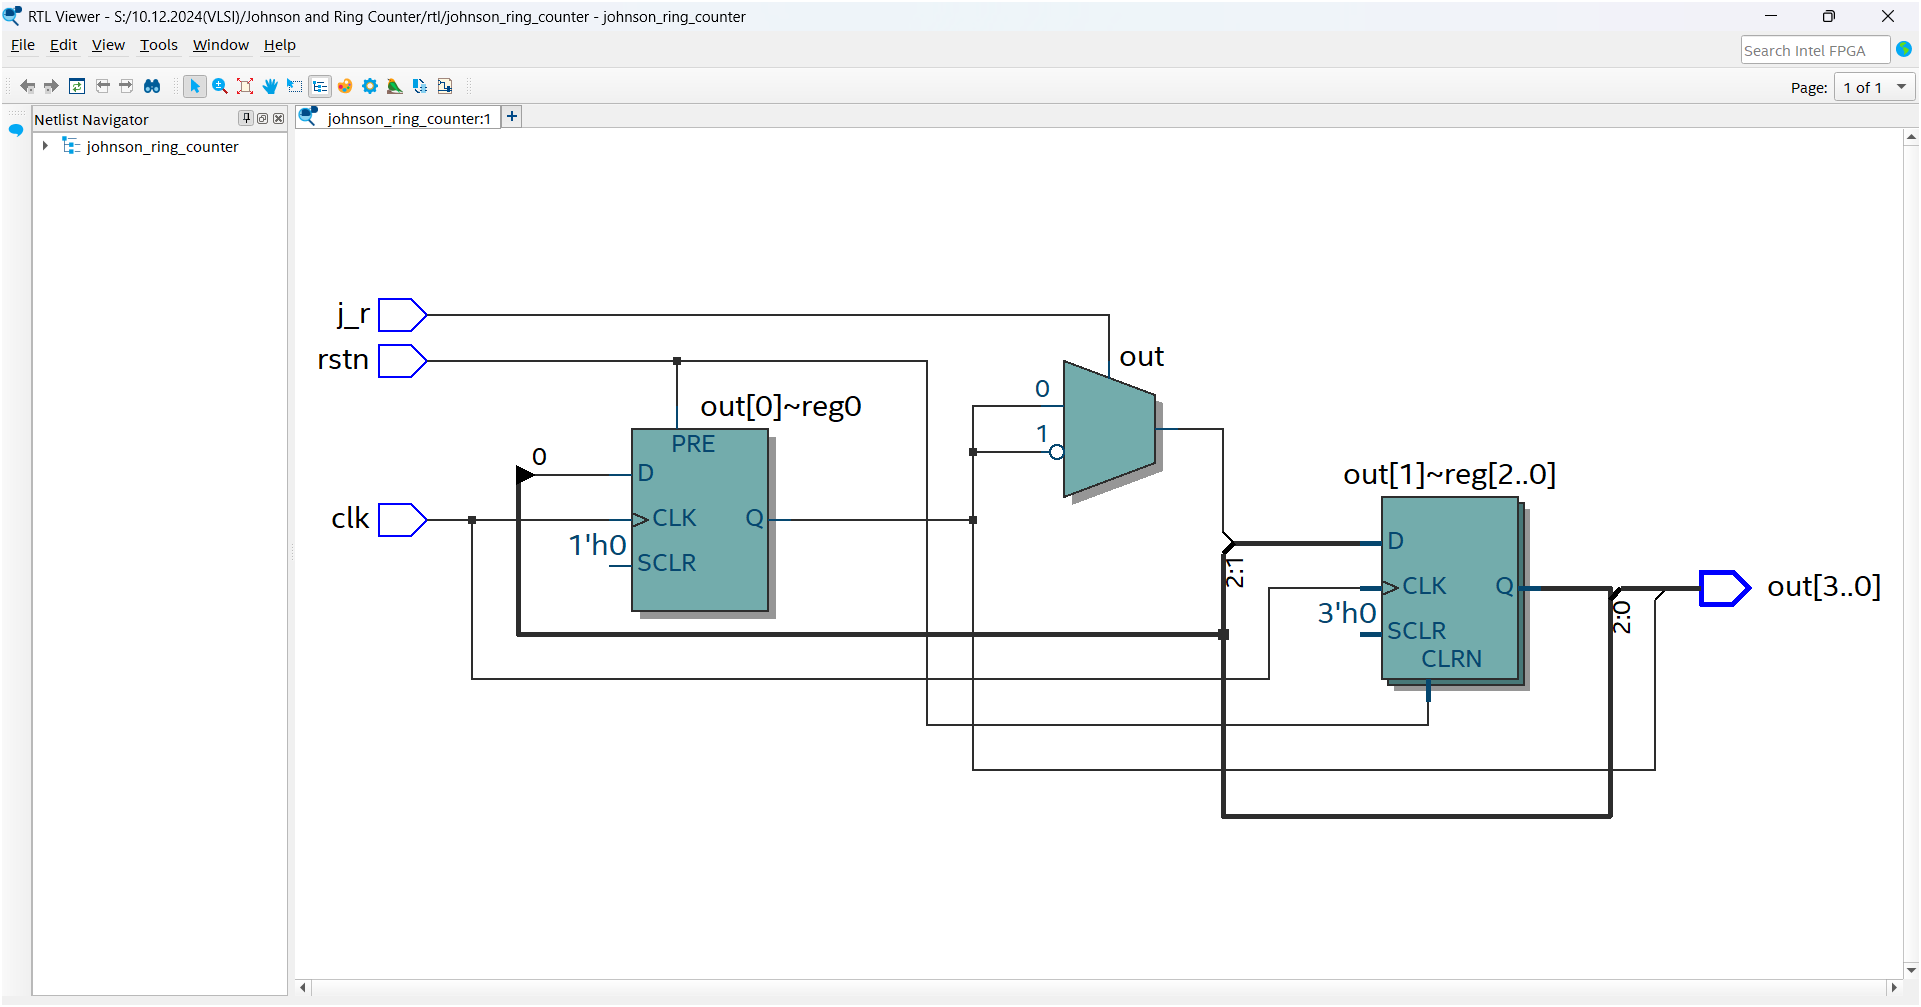 RTL Viewer - S:/10.12.2024(VLSI)/Johnson and Ring Counter/rtl/johnson_ring_counter - johnson_ring_counter
File Edit View Tools Window Help
Search Intel FPGA
Page: 1 of 1
Netlist Navigator
johnson_ring_counter:1
johnson_ring_counter
j_r
rstn
out
0
1
out[0]~reg0
PRE
0
D
clk
CLK
Q
1'h0
SCLR
out[1]~reg[2..0]
2:1
D
CLK
Q
3'h0
SCLR
CLRN
2:0
out[3..0]